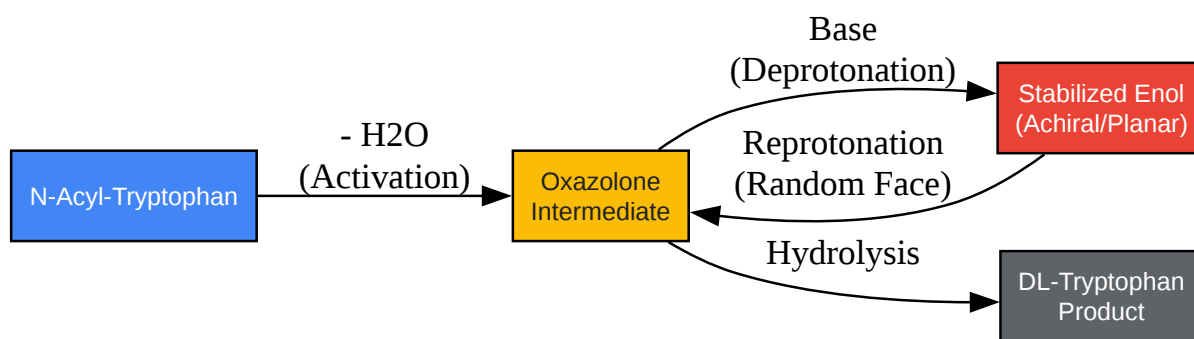 N-Acyl-Tryptophan
- H2O
(Activation)
Oxazolone
Intermediate
Base
(Deprotonation)
Stabilized Enol
(Achiral/Planar)
Reprotonation
(Random Face)
Hydrolysis
DL-Tryptophan
Product